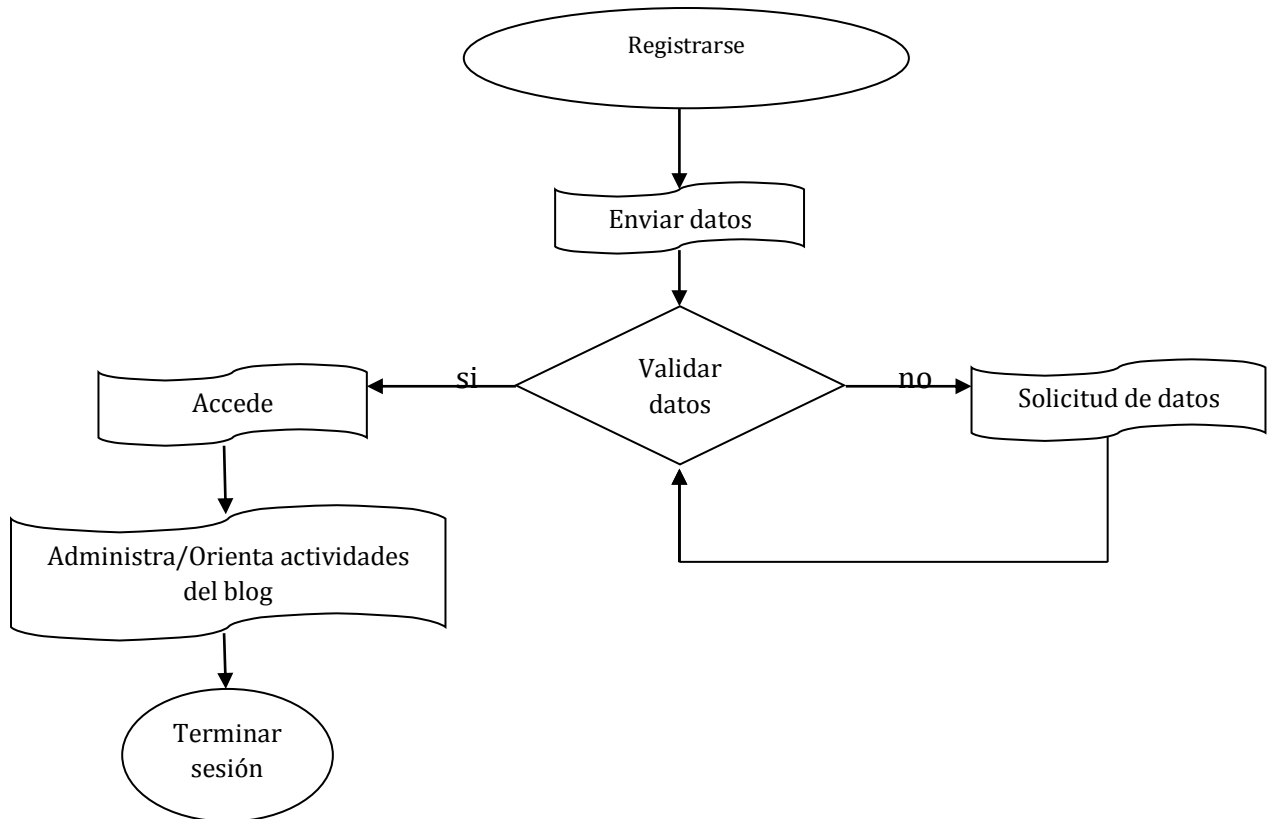 Registrarse
Enviar datos
Validar
datos
si
no
Accede
Solicitud de datos
Administra/Orienta actividades
del blog
Terminar
sesión